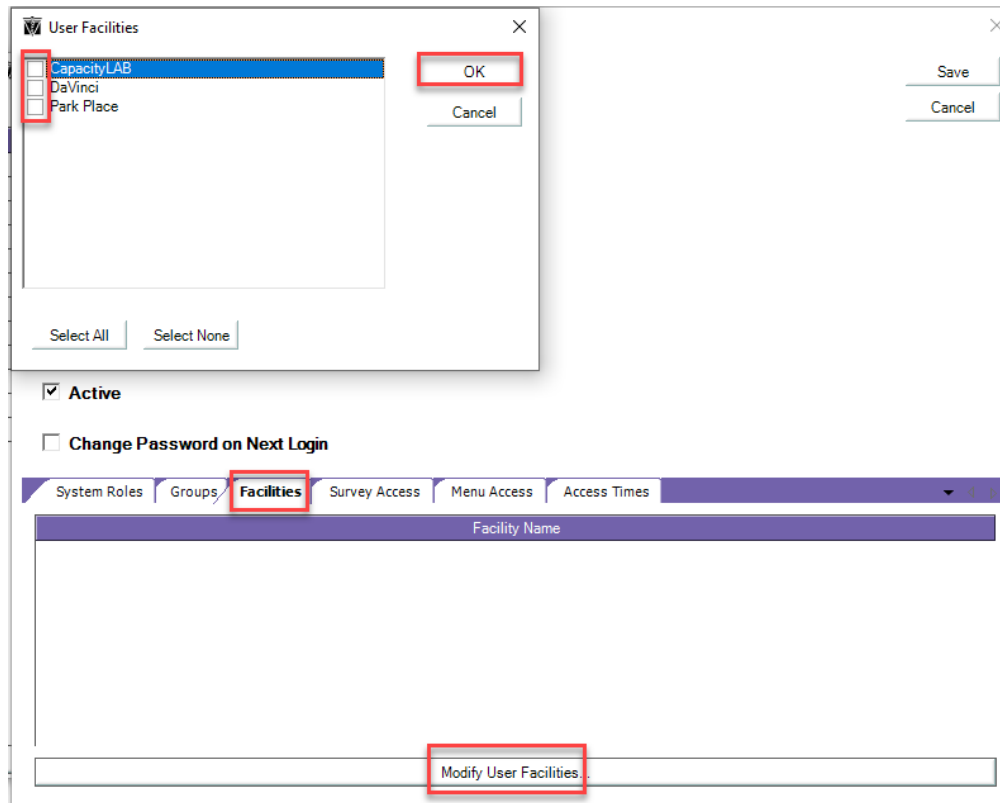 User Facilities
CapacityLAB
DaVinci
Park Place
OK
Cancel
Select All
Select None
Save
Cancel
Active
Change Password on Next Login
System Roles
Groups
Facilities
Survey Access
Menu Access
Access Times
Facility Name
Modify User Facilities...